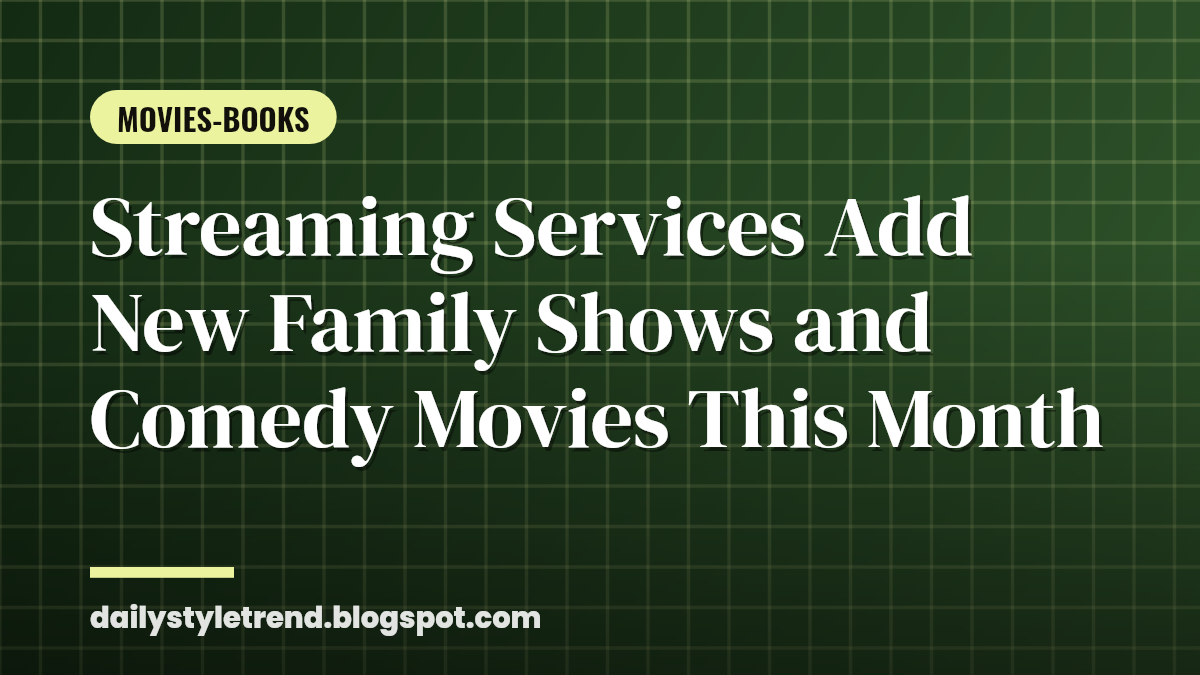 MOVIES-BOOKS
Streaming Services Add
New Family Shows and
Comedy Movies This Month
dailystyletrend.blogspot.com